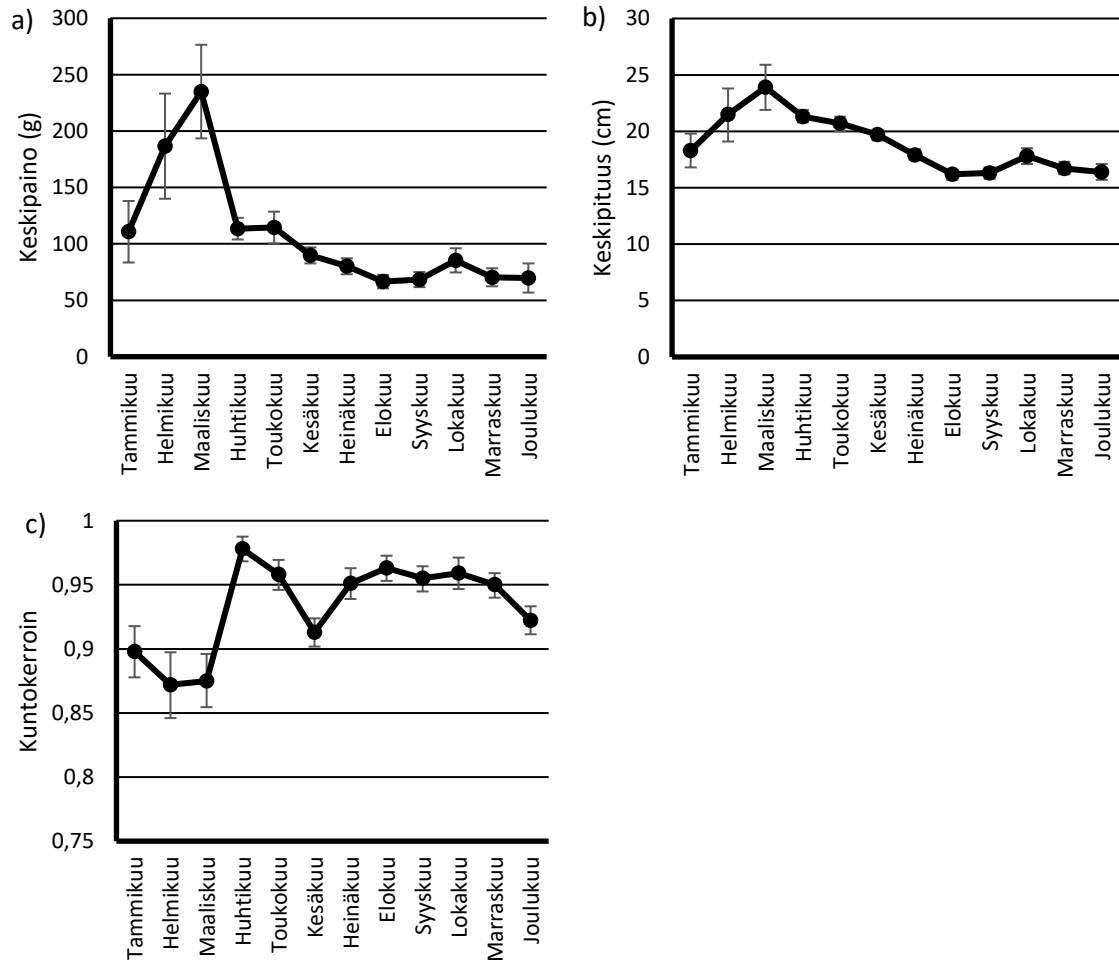 a)
Keskipaino (g)
300
250
200
150
100
50
0
Tammikuu
Helmikuu
Maaliskuu
Huhtikuu
Toukokuu
Kesäkuu
Heinäkuu
Elokuu
Syyskuu
Lokakuu
Marraskuu
Joulukuu
b)
Keskipituus (cm)
30
25
20
15
10
5
0
Tammikuu
Helmikuu
Maaliskuu
Huhtikuu
Toukokuu
Kesäkuu
Heinäkuu
Elokuu
Syyskuu
Lokakuu
Marraskuu
Joulukuu
c)
Kuntokerroin
1
0,95
0,9
0,85
0,8
0,75
Tammikuu
Helmikuu
Maaliskuu
Huhtikuu
Toukokuu
Kesäkuu
Heinäkuu
Elokuu
Syyskuu
Lokakuu
Marraskuu
Joulukuu